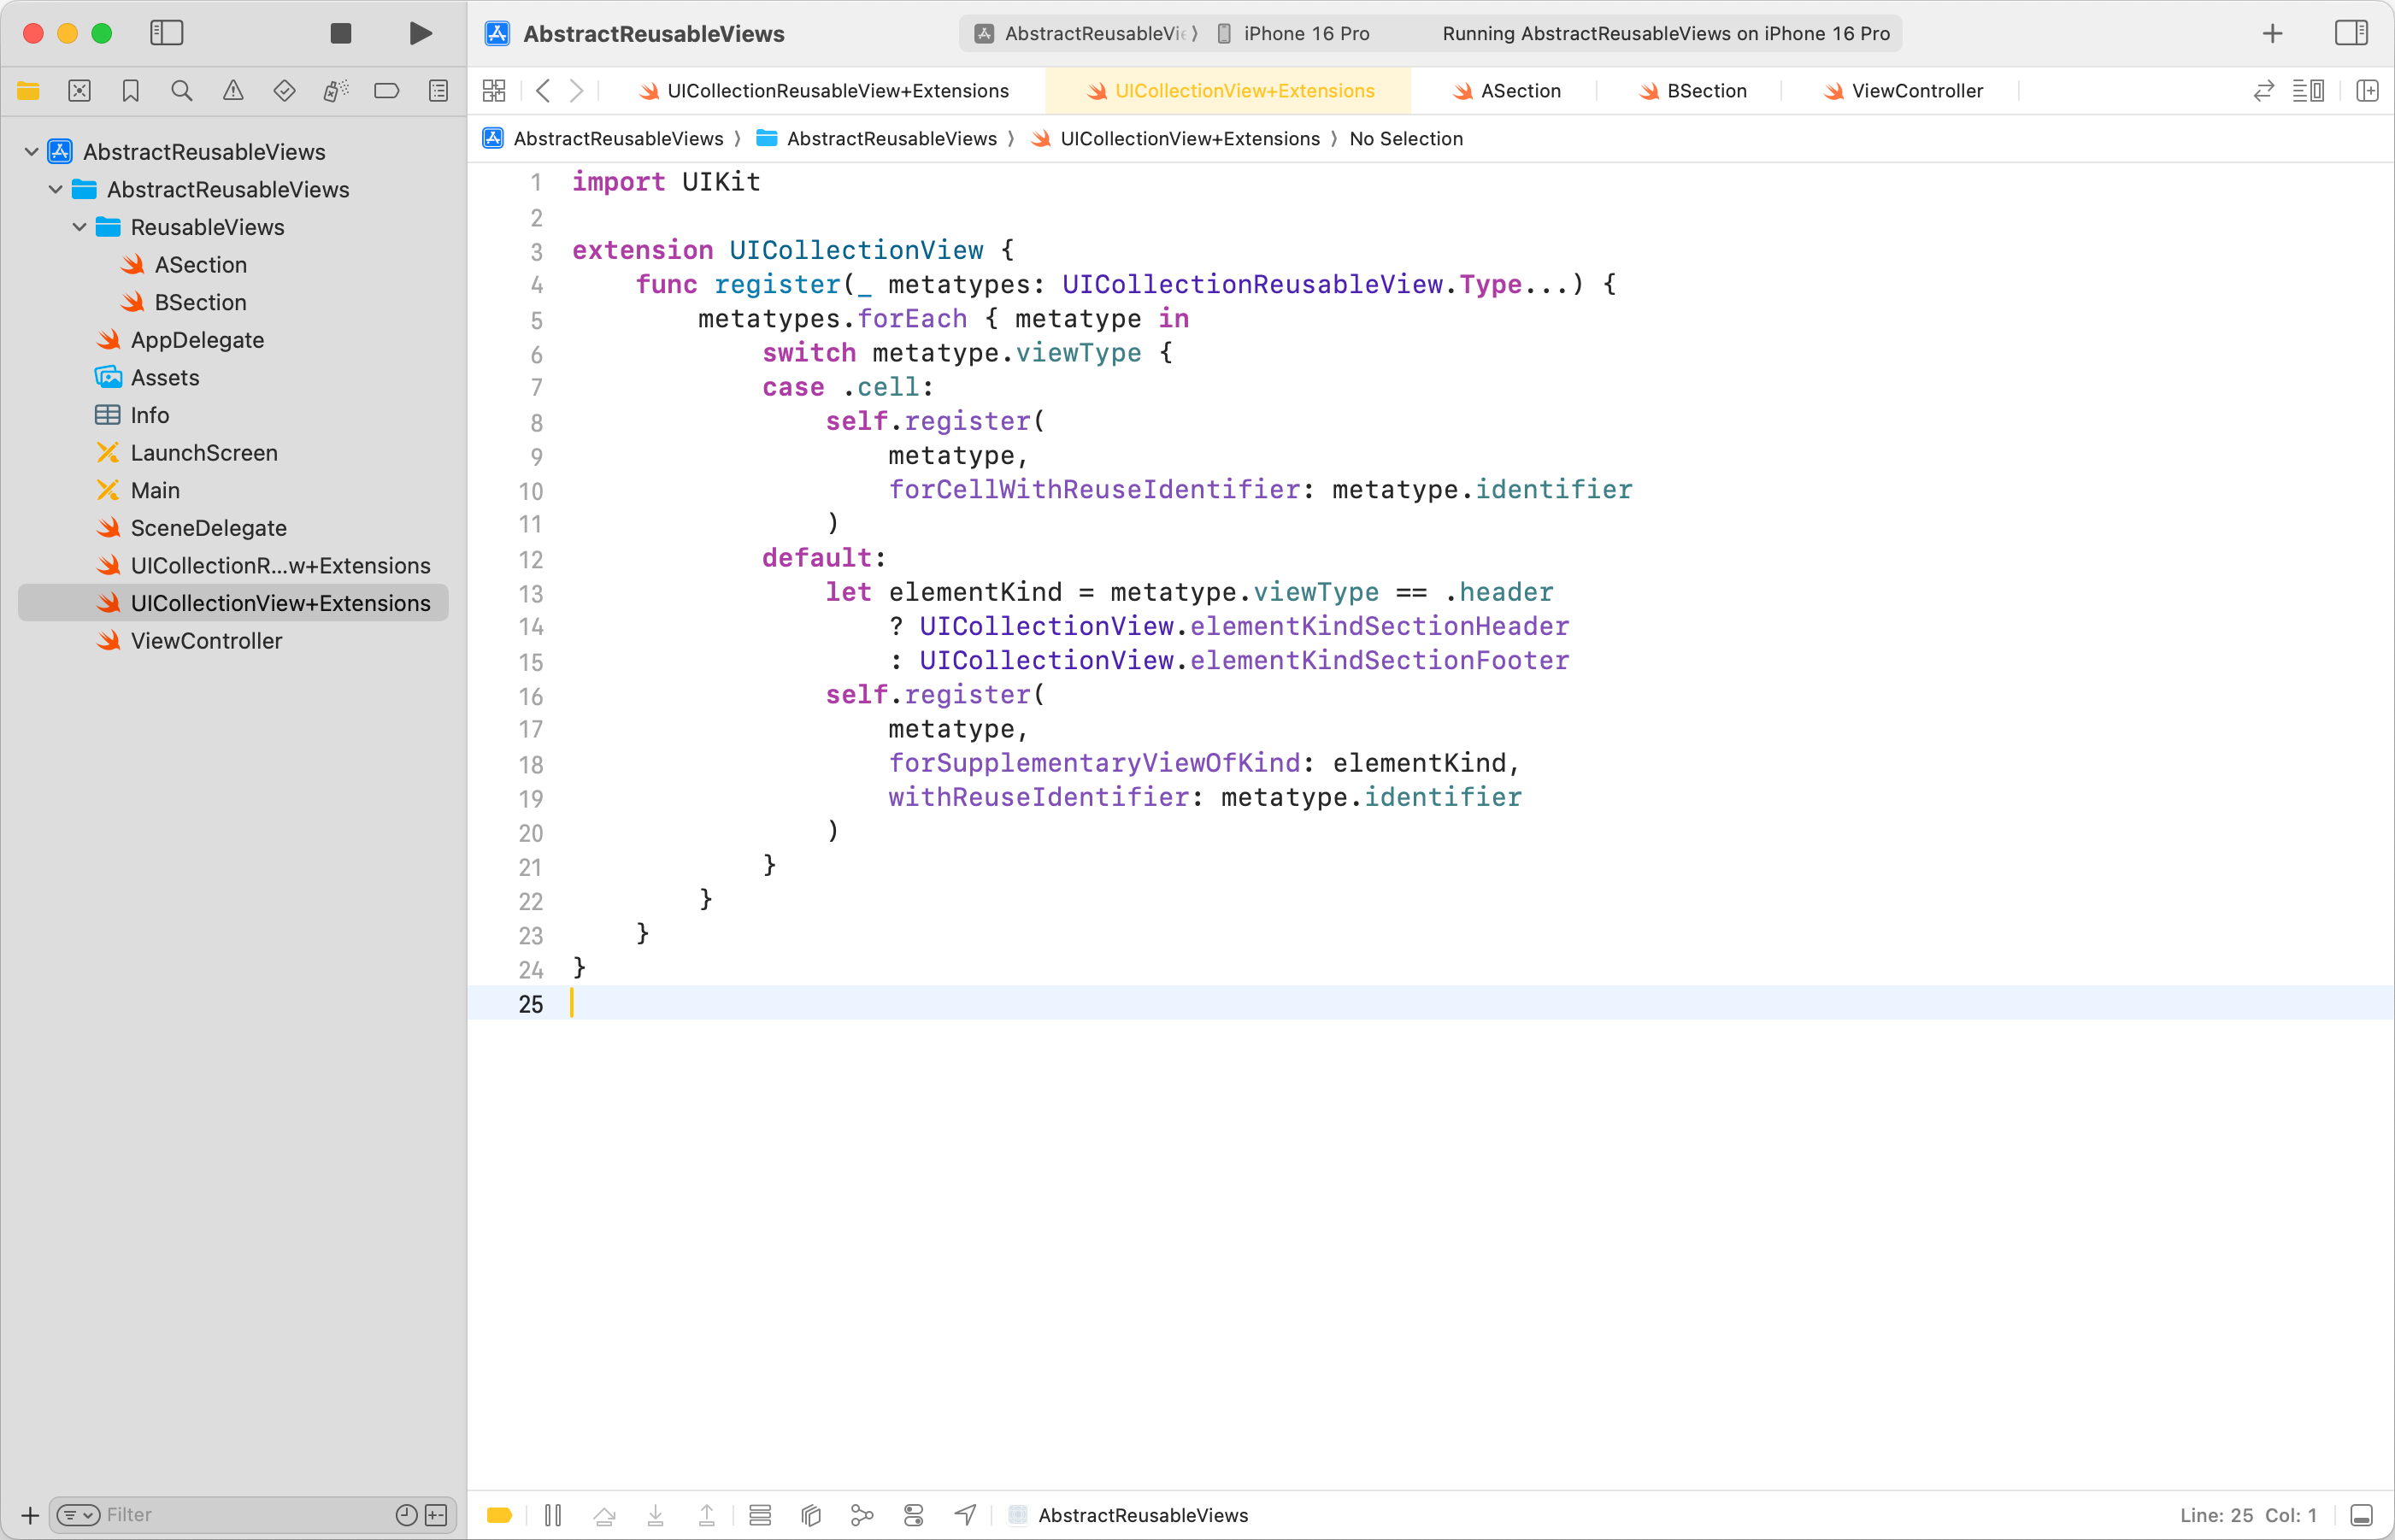 AbstractReusableViews
AbstractReusableVi
iPhone 16 Pro
Running AbstractReusableViews on iPhone 16 Pro
UICollectionReusableView+Extensions
UICollectionView+Extensions
ASection
BSection
ViewController
AbstractReusableViews 〉 AbstractReusableViews 〉 UICollectionView+Extensions 〉 No Selection
AbstractReusableViews
AbstractReusableViews
ReusableViews
ASection
BSection
AppDelegate
Assets
Info
LaunchScreen
Main
SceneDelegate
UICollectionR...w+Extensions
UICollectionView+Extensions
ViewController
Filter
1 import UIKit
2
3 extension UICollectionView {
4     func register(_ metatypes: UICollectionReusableView.Type...) {
5         metatypes.forEach { metatype in
6             switch metatype.viewType {
7             case .cell:
8                 self.register(
9                     metatype,
10                     forCellWithReuseIdentifier: metatype.identifier
11                 )
12             default:
13                 let elementKind = metatype.viewType == .header
14                     ? UICollectionView.elementKindSectionHeader
15                     : UICollectionView.elementKindSectionFooter
16                 self.register(
17                     metatype,
18                     forSupplementaryViewOfKind: elementKind,
19                     withReuseIdentifier: metatype.identifier
20                 )
21             }
22         }
23     }
24 }
25
AbstractReusableViews
Line: 25 Col: 1